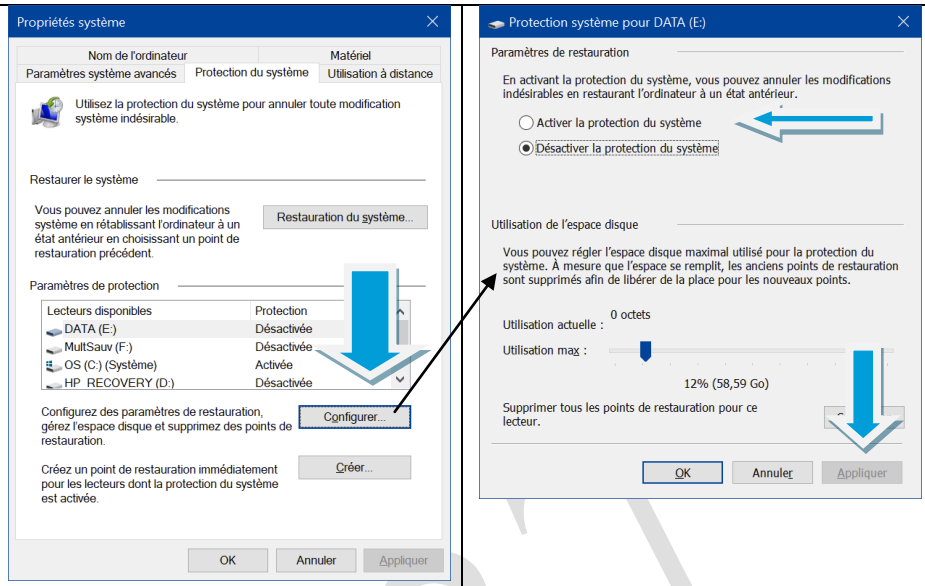 Propriétés système
Nom de l'ordinateur
Matériel
Paramètres système avancés
Protection du système
Utilisation à distance
Utilisez la protection du système pour annuler toute modification
système indésirable.
Restaurer le système
Vous pouvez annuler les modifications
système en rétablissant l'ordinateur à un
état antérieur en choisissant un point de
restauration précédent.
Restauration du système...
Paramètres de protection
Lecteurs disponibles
Protection
DATA (E:)
Désactivée
MultSauv (F:)
Désactivée
OS (C:) (Système)
Activée
HP_RECOVERY (D:)
Désactivée
Configurez des paramètres de restauration,
gérez l'espace disque et supprimez des points de
restauration.
Configurer...
Créez un point de restauration immédiatement
pour les lecteurs dont la protection du système
est activée.
Créer...
OK
Annuler
Appliquer
Protection système pour DATA (E:)
Paramètres de restauration
En activant la protection du système, vous pouvez annuler les modifications
indésirables en restaurant l'ordinateur à un état antérieur.
Activer la protection du système
Désactiver la protection du système
Utilisation de l'espace disque
Vous pouvez régler l'espace disque maximal utilisé pour la protection du
système. À mesure que l'espace se remplit, les anciens points de restauration
sont supprimés afin de libérer de la place pour les nouveaux points.
Utilisation actuelle :
0 octets
Utilisation max :
12% (58,59 Go)
Supprimer tous les points de restauration pour ce
lecteur.
OK
Annuler
Appliquer